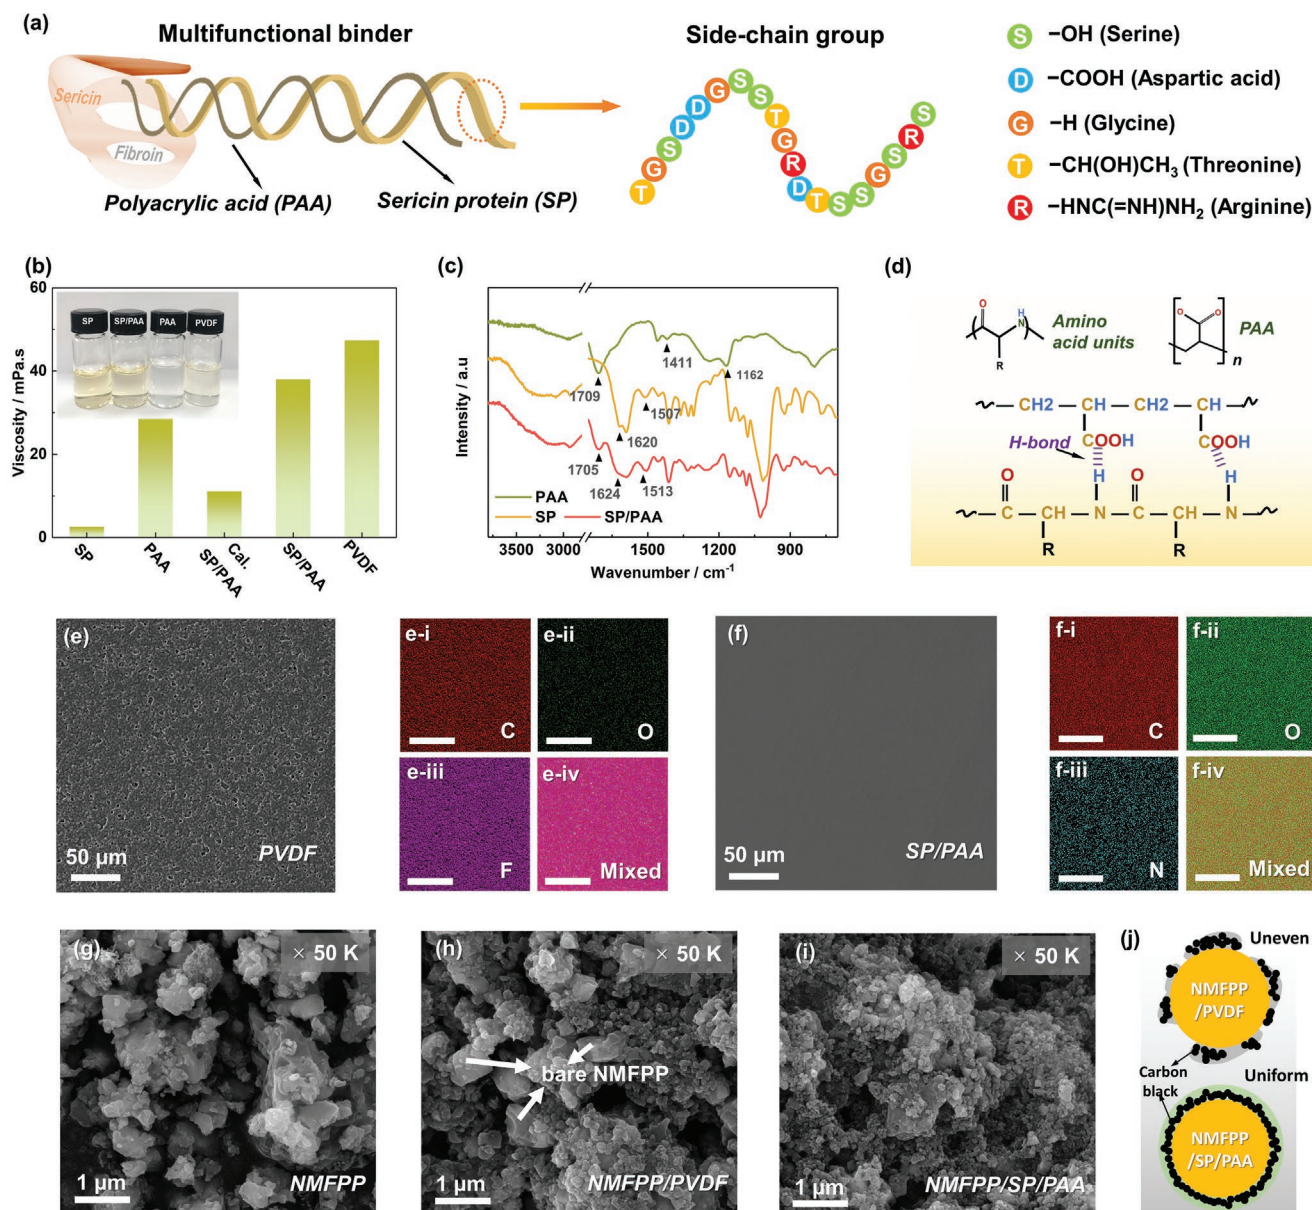 (a)
Multifunctional binder
Sericin
Fibroin
Polyacrylic acid (PAA)
Sericin protein (SP)
Side-chain group
T G S D D G S S T G R D T S S G S R S
S −OH (Serine)
D −COOH (Aspartic acid)
G −H (Glycine)
T −CH(OH)CH₃ (Threonine)
R −HNC(=NH)NH₂ (Arginine)
(b)
Viscosity / mPa.s
60
40
20
0
SP SP/PAA PAA PVDF
SP
PAA
Cal.
SP/PAA
SP/PAA
PVDF
(c)
Intensity / a.u
1411
1162
1709
1507
1620
1705
1624
1513
PAA
SP SP/PAA
3500 3000 1500 1200 900
Wavenumber / cm⁻¹
(d)
O
H
N
R
Amino
acid units
O O
n
PAA
CH2 CH CH2 CH
COOH COOH
H-bond
O H O H
C CH N C CH N
R R
(e)
50 µm
PVDF
e-i
C
e-ii
O
e-iii
F
e-iv
Mixed
(f)
50 µm
SP/PAA
f-i
C
f-ii
O
f-iii
N
f-iv
Mixed
(g)
× 50 K
1 µm
NMFPP
(h)
× 50 K
bare NMFPP
1 µm
NMFPP/PVDF
(i)
× 50 K
1 µm
NMFPP/SP/PAA
(j)
Uneven
NMFPP
/PVDF
Carbon
black
Uniform
NMFPP
/SP/PAA